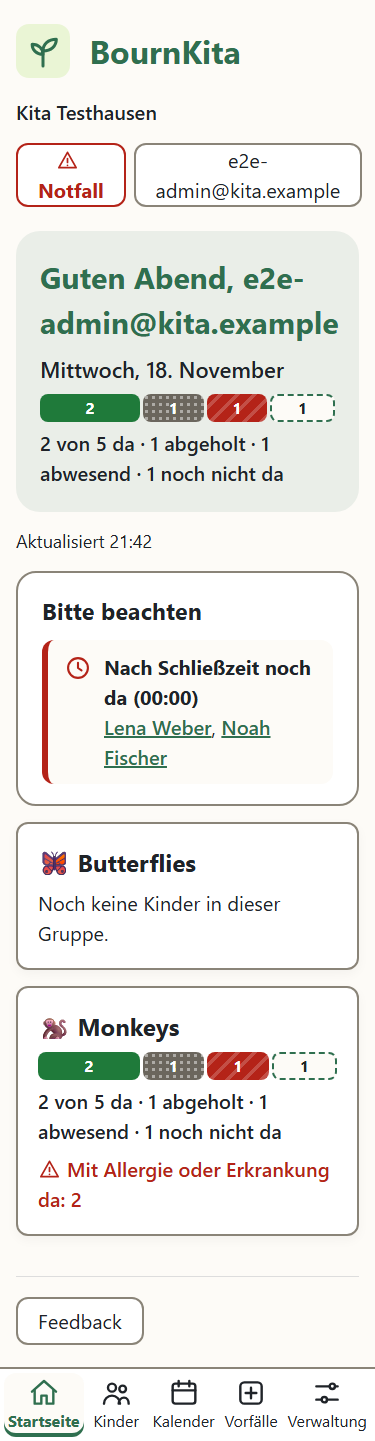 BournKita
Kita Testhausen
Notfall
e2e-
admin@kita.example
Guten Abend, e2e-
admin@kita.example
Mittwoch, 18. November
2 1 1 1
2 von 5 da · 1 abgeholt · 1
abwesend · 1 noch nicht da
Aktualisiert 21:42
Bitte beachten
Nach Schließzeit noch
da (00:00)
Lena Weber, Noah
Fischer
Butterflies
Noch keine Kinder in dieser
Gruppe.
Monkeys
2 1 1 1
2 von 5 da · 1 abgeholt · 1
abwesend · 1 noch nicht da
Mit Allergie oder Erkrankung
da: 2
Feedback
Startseite Kinder Kalender Vorfälle Verwaltung